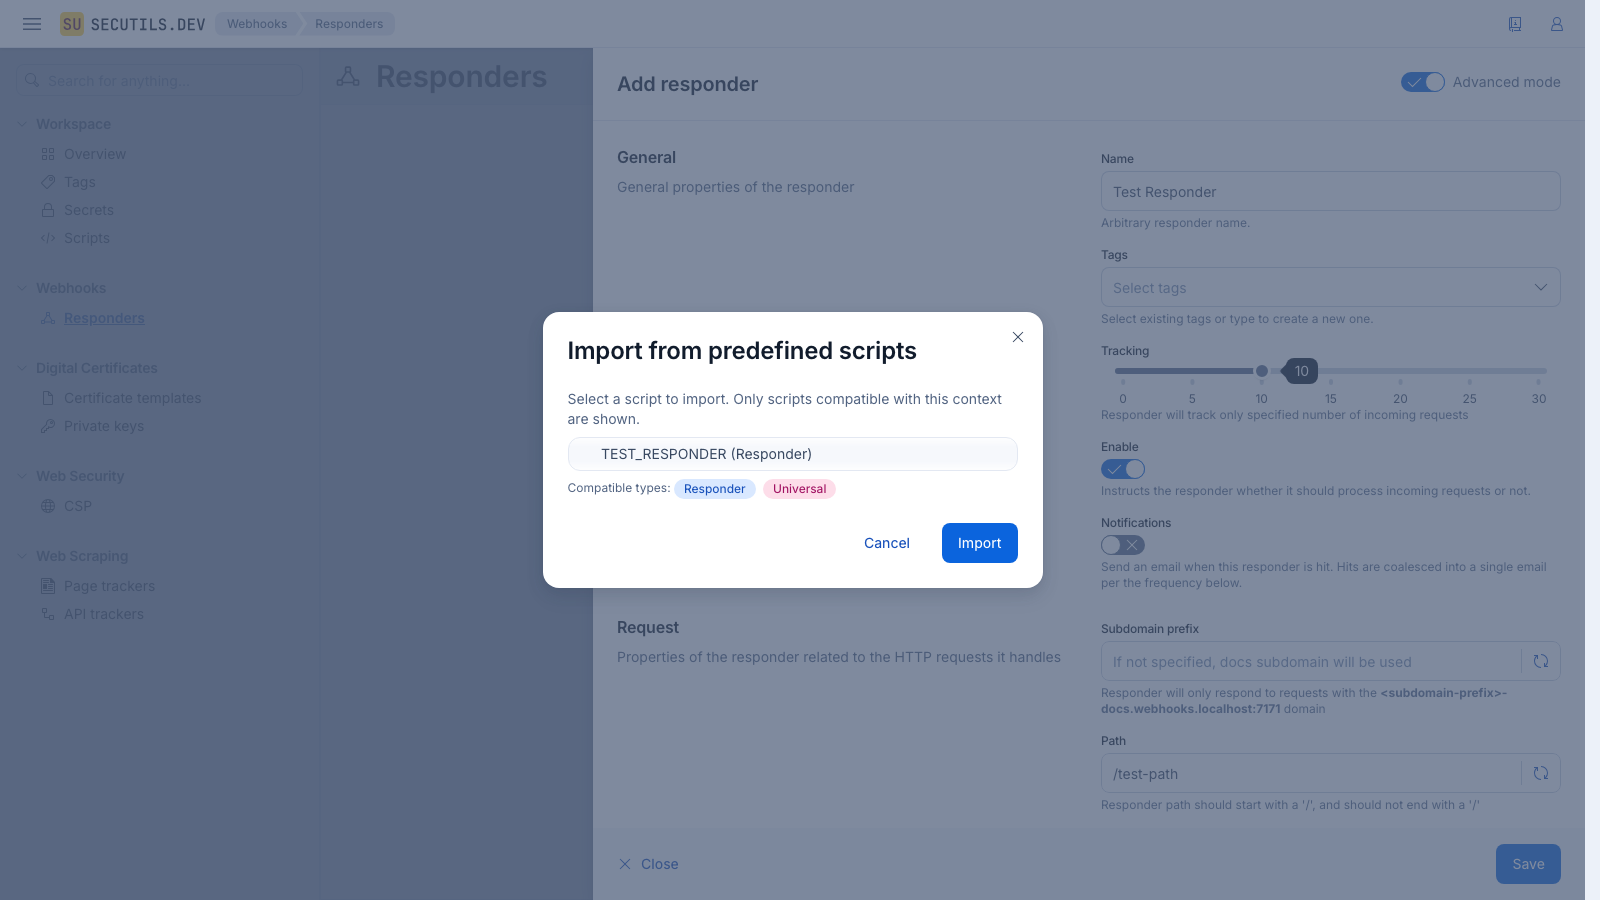 SU SECUTILS.DEV
Webhooks
Responders
Search for anything...
Workspace
Overview
Tags
Secrets
Scripts
Webhooks
Responders
Digital Certificates
Certificate templates
Private keys
Web Security
CSP
Web Scraping
Page trackers
API trackers
Responders
Add responder
Advanced mode
General
General properties of the responder
Name
Test Responder
Arbitrary responder name.
Tags
Select tags
Select existing tags or type to create a new one.
Tracking
10
0 5 10 15 20 25 30
Responder will track only specified number of incoming requests
Enable
Instructs the responder whether it should process incoming requests or not.
Notifications
Send an email when this responder is hit. Hits are coalesced into a single email
per the frequency below.
Import from predefined scripts
Select a script to import. Only scripts compatible with this context
are shown.
TEST_RESPONDER (Responder)
Compatible types: Responder Universal
Cancel
Import
Request
Properties of the responder related to the HTTP requests it handles
Subdomain prefix
If not specified, docs subdomain will be used
Responder will only respond to requests with the <subdomain-prefix>-
docs.webhooks.localhost:7171 domain
Path
/test-path
Responder path should start with a '/', and should not end with a '/'
Close
Save